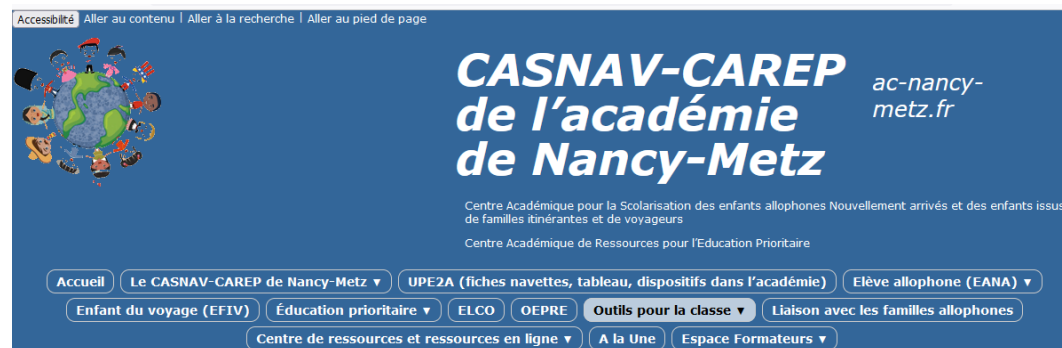 Accessibilité Aller au contenu | Aller à la recherche | Aller au pied de page
CASNAV-CAREP
de l'académie
de Nancy-Metz
ac-nancy-
metz.fr
Centre Académique pour la Scolarisation des enfants allophones Nouvellement arrivés et des enfants issus
de familles itinérantes et de voyageurs
Centre Académique de Ressources pour l'Education Prioritaire
Accueil Le CASNAV-CAREP de Nancy-Metz ▼ UPE2A (fiches navettes, tableau, dispositifs dans l'académie) Elève allophone (EANA) ▼
Enfant du voyage (EFIV) Éducation prioritaire ▼ ELCO OEPRE Outils pour la classe ▼ Liaison avec les familles allophones
Centre de ressources et ressources en ligne ▼ A la Une Espace Formateurs ▼